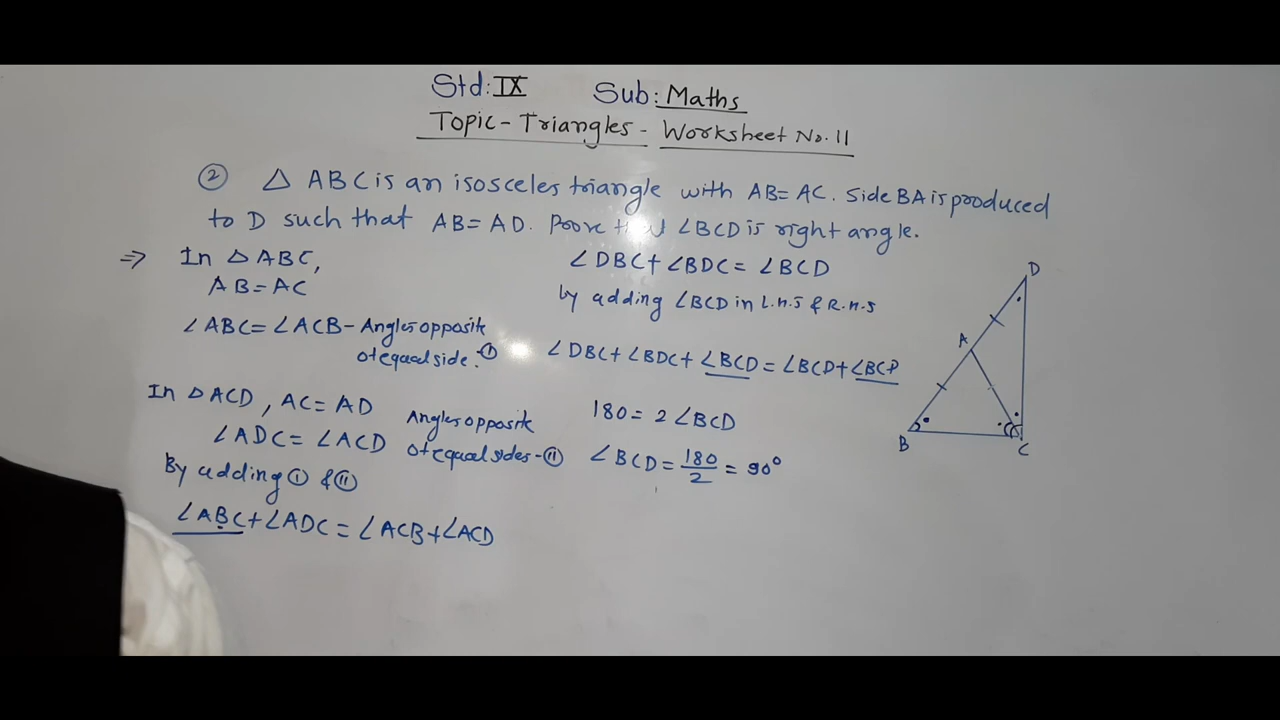 Std: IX Sub: Maths
Topic - Triangles - Worksheet No. 11
② △ ABC is an isosceles triangle with AB = AC. Side BA is produced
to D such that AB = AD. Prove that ∠BCD is right angle.
⇒ In △ ABC,
AB = AC
∠ABC = ∠ACB - Angles opposite
of equal side. ①
In △ ACD, AC = AD
∠ADC = ∠ACD Angles opposite
of equal sides - ⑪
By adding ① & ⑪
∠ABC + ∠ADC = ∠ACB + ∠ACD
∠DBC + ∠BDC = ∠BCD
by adding ∠BCD in L.h.s & R.h.s
∠DBC + ∠BDC + ∠BCD = ∠BCD + ∠BCD
180 = 2 ∠BCD
∠BCD = 180/2 = 90°
D
A
B
C